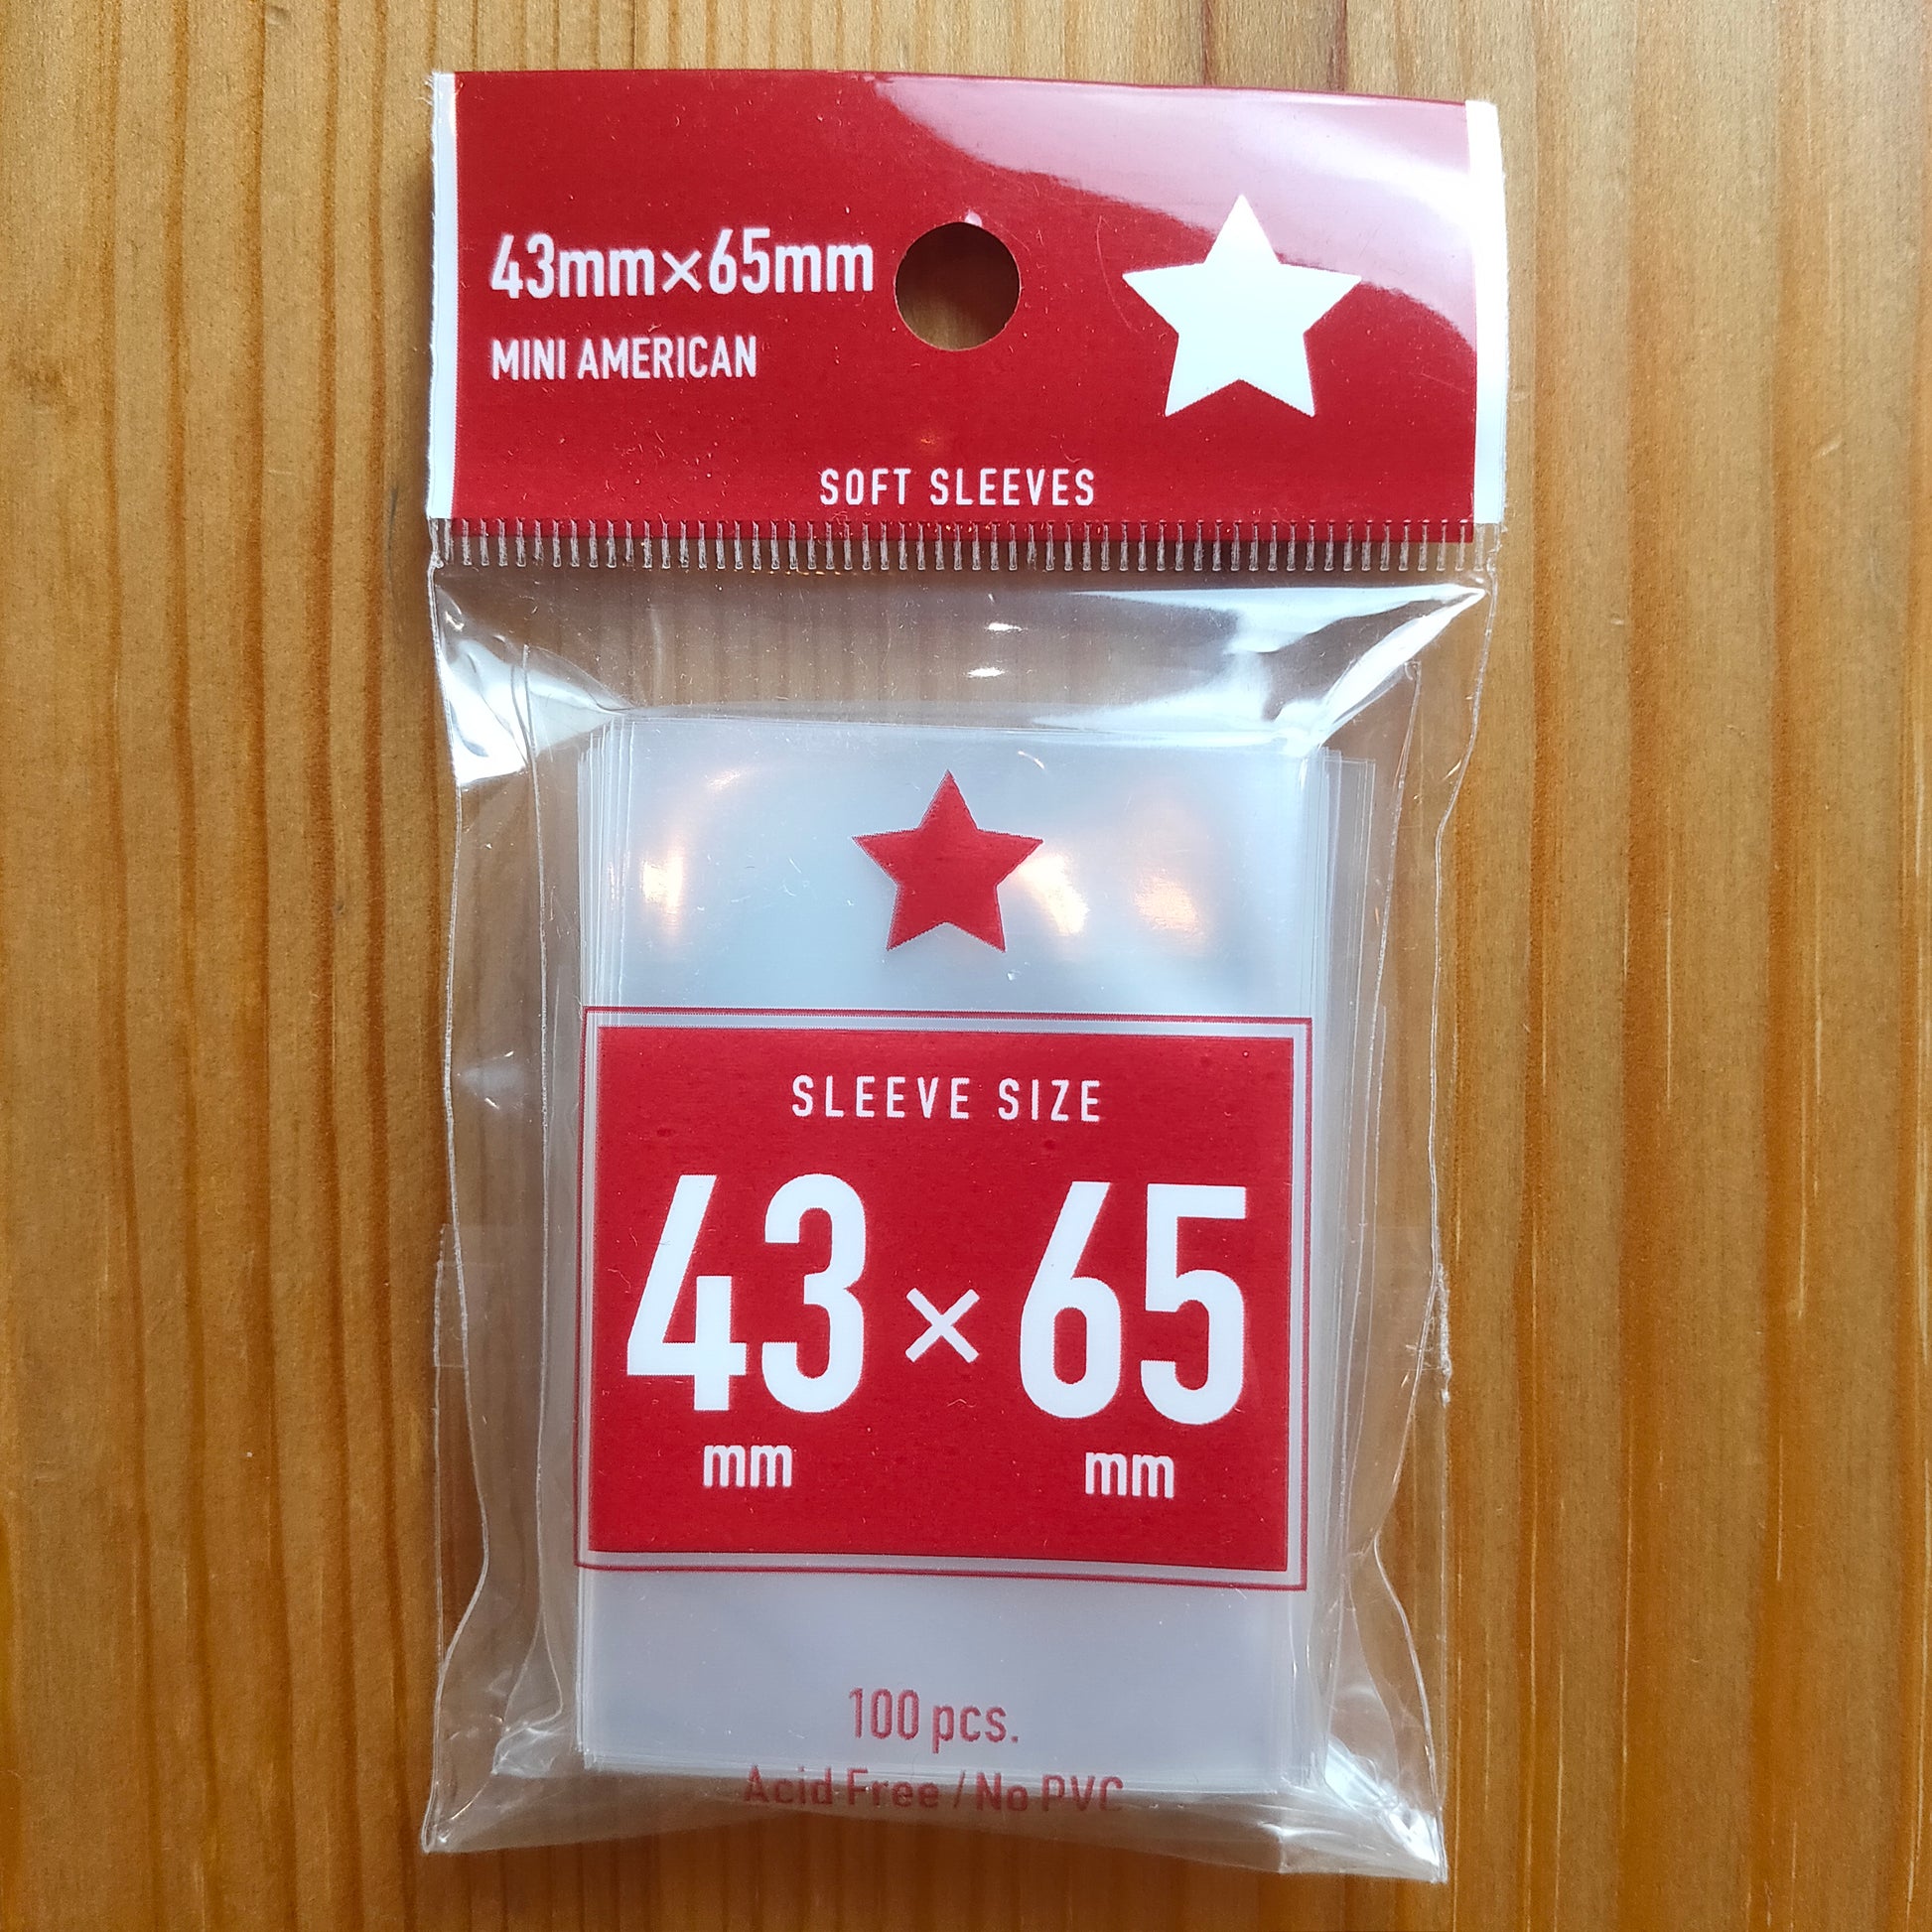 43mm×65mm
MINI AMERICAN
SOFT SLEEVES
SLEEVE SIZE
43 × 65
mm mm
100 pcs.
Acid Free / No PVC